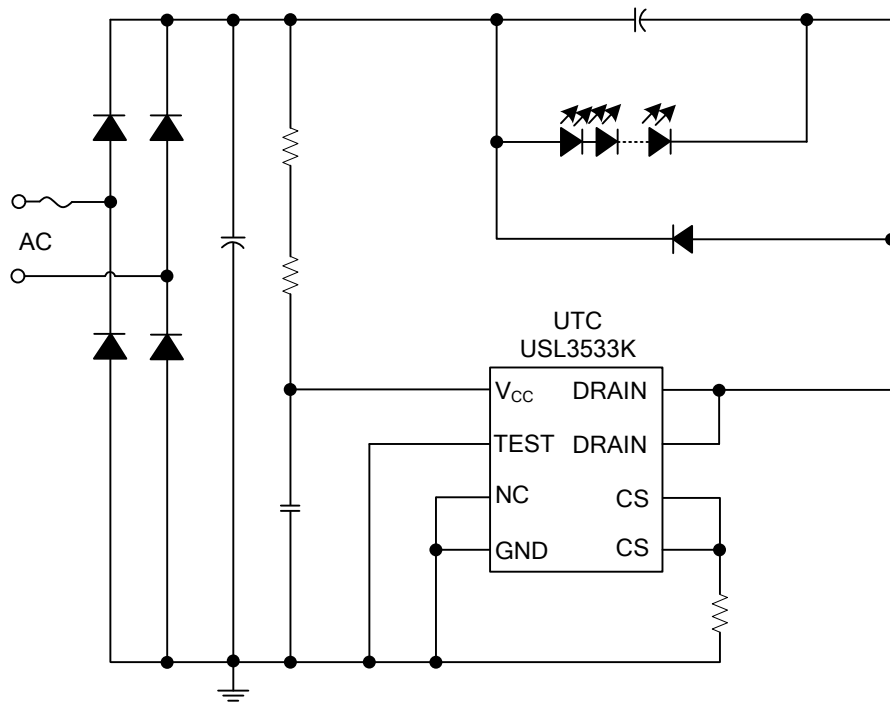 AC
UTC
USL3533K
VCC DRAIN
TEST DRAIN
NC CS
GND CS